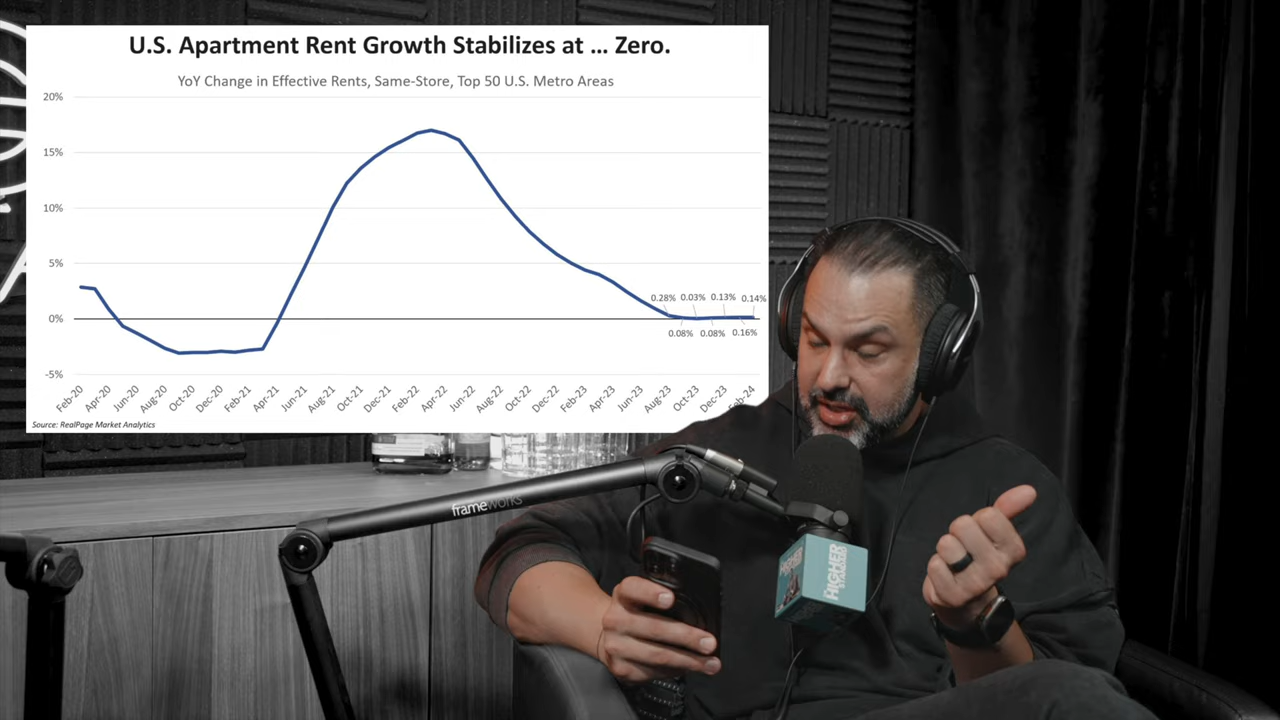 U.S. Apartment Rent Growth Stabilizes at ... Zero.
YoY Change in Effective Rents, Same-Store, Top 50 U.S. Metro Areas
20%
15%
10%
5%
0%
-5%
0.28% 0.03% 0.13% 0.14%
0.08% 0.08% 0.16%
Feb-20 Apr-20 Jun-20 Aug-20 Oct-20 Dec-20 Feb-21 Apr-21 Jun-21 Aug-21 Oct-21 Dec-21 Feb-22 Apr-22 Jun-22 Aug-22 Oct-22 Dec-22 Feb-23 Apr-23 Jun-23 Aug-23 Oct-23 Dec-23 Feb-24
Source: RealPage Market Analytics
frameworks
HIGHER
STANDARD